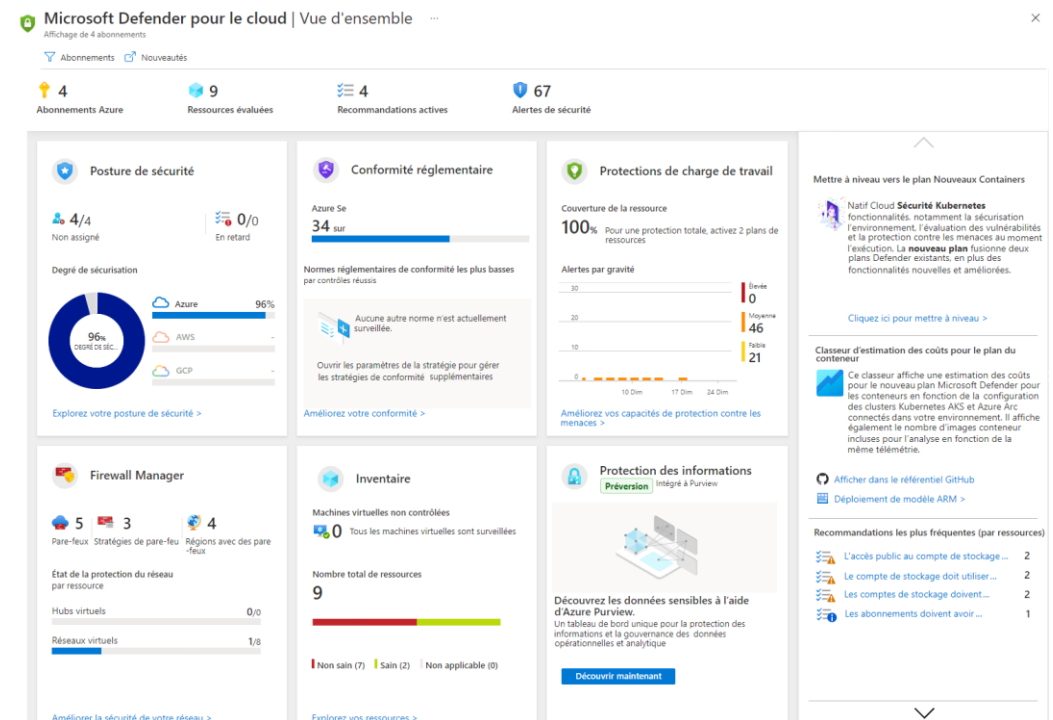 Microsoft Defender pour le cloud | Vue d'ensemble ...
Affichage de 4 abonnements
Abonnements Nouveautés
4
Abonnements Azure
9
Ressources évaluées
4
Recommandations actives
67
Alertes de sécurité
Posture de sécurité
4/4
Non assigné
0/0
En retard
Degré de sécurisation
96%
DEGRÉ DE SÉC...
Azure 96%
AWS -
GCP -
Explorez votre posture de sécurité >
Conformité réglementaire
Azure Se
34 sur
Normes réglementaires de conformité les plus basses
par contrôles réussis
Aucune autre norme n'est actuellement
surveillée.
Ouvrir les paramètres de la stratégie pour gérer
les stratégies de conformité supplémentaires
Améliorez votre conformité >
Protections de charge de travail
Couverture de la ressource
100% Pour une protection totale, activez 2 plans de
ressources
Alertes par gravité
30
20
10
0
10 Dim 17 Dim 24 Dim
Élevée
0
Moyenne
46
Faible
21
Améliorez vos capacités de protection contre les
menaces >
Firewall Manager
5
Pare-feux
3
Stratégies de pare-feu
4
Régions avec des pare
-feux
État de la protection du réseau
par ressource
Hubs virtuels 0/0
Réseaux virtuels 1/8
Améliorer la sécurité de votre réseau >
Inventaire
Machines virtuelles non contrôlées
0 Tous les machines virtuelles sont surveillées
Nombre total de ressources
9
Non sain (7) Sain (2) Non applicable (0)
Explorez vos ressources >
Protection des informations
Préversion Intégré à Purview
Découvrez les données sensibles à l'aide
d'Azure Purview.
Un tableau de bord unique pour la protection des
informations et la gouvernance des données
opérationnelles et analytique
Découvrir maintenant
Mettre à niveau vers le plan Nouveaux Containers
Natif Cloud Sécurité Kubernetes
fonctionnalités, notamment la sécurisation
l'environnement, l'évaluation des vulnérabilités
et la protection contre les menaces au moment
l'exécution. La nouveau plan fusionne deux
plans Defender existants, en plus des
fonctionnalités nouvelles et améliorées.
Cliquez ici pour mettre à niveau >
Classeur d'estimation des coûts pour le plan du
conteneur
Ce classeur affiche une estimation des coûts
pour le nouveau plan Microsoft Defender pour
les conteneurs en fonction de la configuration
des clusters Kubernetes AKS et Azure Arc
connectés dans votre environnement. Il affiche
également le nombre d'images conteneur
incluses pour l'analyse en fonction de la
même télémétrie.
Afficher dans le référentiel GitHub
Déploiement de modèle ARM >
Recommandations les plus fréquentes (par ressources)
L'accès public au compte de stockage... 2
Le compte de stockage doit utiliser... 2
Les comptes de stockage doivent... 2
Les abonnements doivent avoir... 1